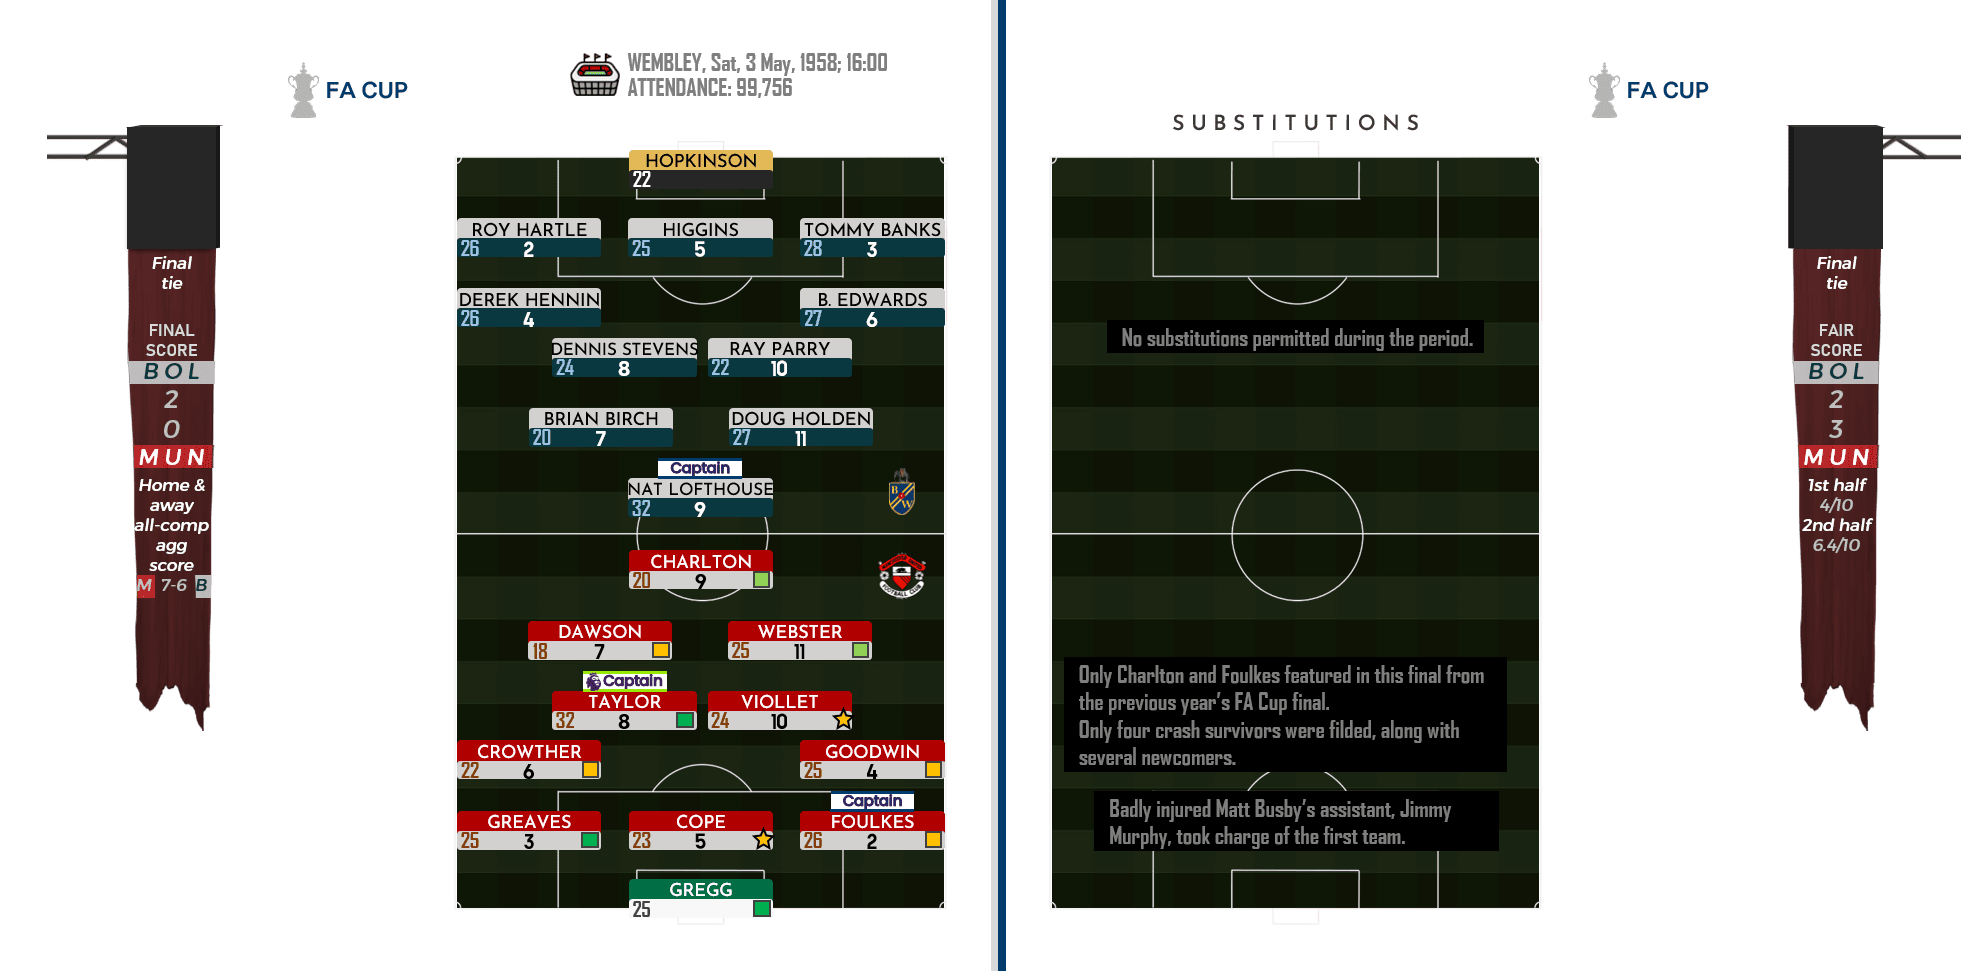 FA CUP
WEMBLEY, Sat, 3 May, 1958; 16:00
ATTENDANCE: 99,756
Final
tie
FINAL
SCORE
BOL
2
0
MUN
Home &
away
all-comp
agg
score
M 7-6 B
HOPKINSON
22
ROY HARTLE
26 2
HIGGINS
25 5
TOMMY BANKS
28 3
DEREK HENNIN
26 4
B. EDWARDS
27 6
DENNIS STEVENS
24 8
RAY PARRY
22 10
BRIAN BIRCH
20 7
DOUG HOLDEN
27 11
Captain
NAT LOFTHOUSE
32 9
B W
CHARLTON
20 9
FOOTBALL CLUB
DAWSON
18 7
WEBSTER
25 11
Captain
TAYLOR
32 8
VIOLLET
24 10
CROWTHER
22 6
GOODWIN
25 4
GREAVES
25 3
COPE
23 5
Captain
FOULKES
26 2
GREGG
25
FA CUP
SUBSTITUTIONS
No substitutions permitted during the period.
Only Charlton and Foulkes featured in this final from
the previous year's FA Cup final.
Only four crash survivors were filded, along with
several newcomers.
Badly injured Matt Busby's assistant, Jimmy
Murphy, took charge of the first team.
Final
tie
FAIR
SCORE
BOL
2
3
MUN
1st half
4/10
2nd half
6.4/10